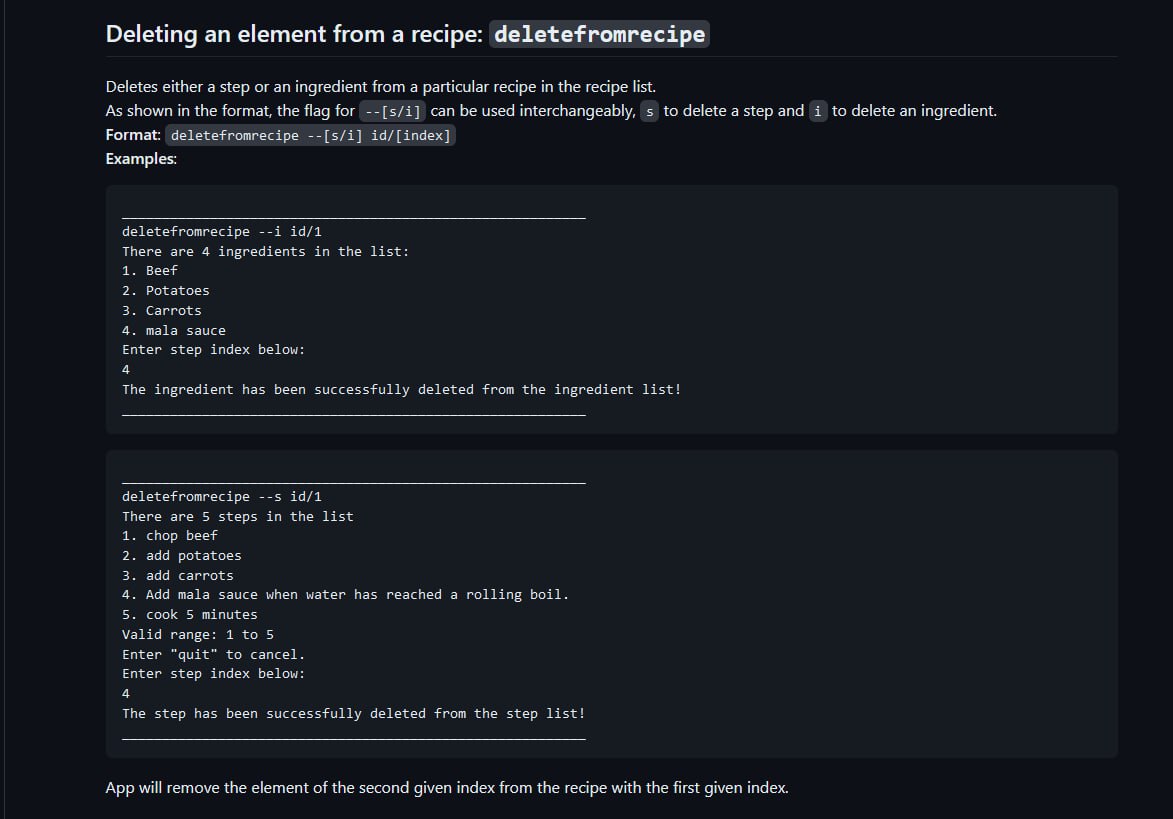 Deleting an element from a recipe: deletefromrecipe
Deletes either a step or an ingredient from a particular recipe in the recipe list.
As shown in the format, the flag for --[s/i] can be used interchangeably, s to delete a step and i to delete an ingredient.
Format: deletefromrecipe --[s/i] id/[index]
Examples:
__________________________________________________________
deletefromrecipe --i id/1
There are 4 ingredients in the list:
1. Beef
2. Potatoes
3. Carrots
4. mala sauce
Enter step index below:
4
The ingredient has been successfully deleted from the ingredient list!
__________________________________________________________
__________________________________________________________
deletefromrecipe --s id/1
There are 5 steps in the list
1. chop beef
2. add potatoes
3. add carrots
4. Add mala sauce when water has reached a rolling boil.
5. cook 5 minutes
Valid range: 1 to 5
Enter "quit" to cancel.
Enter step index below:
4
The step has been successfully deleted from the step list!
__________________________________________________________
App will remove the element of the second given index from the recipe with the first given index.